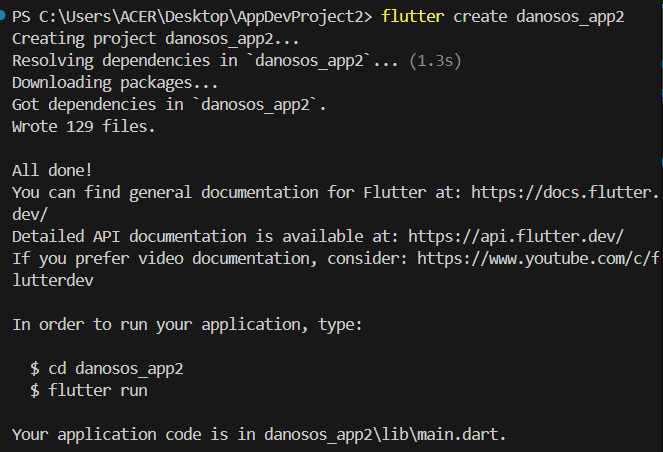 PS C:\Users\ACER\Desktop\AppDevProject2> flutter create danosos_app2
Creating project danosos_app2...
Resolving dependencies in `danosos_app2`... (1.3s)
Downloading packages...
Got dependencies in `danosos_app2`.
Wrote 129 files.

All done!
You can find general documentation for Flutter at: https://docs.flutter.
dev/
Detailed API documentation is available at: https://api.flutter.dev/
If you prefer video documentation, consider: https://www.youtube.com/c/f
lutterdev

In order to run your application, type:

  $ cd danosos_app2
  $ flutter run

Your application code is in danosos_app2\lib\main.dart.